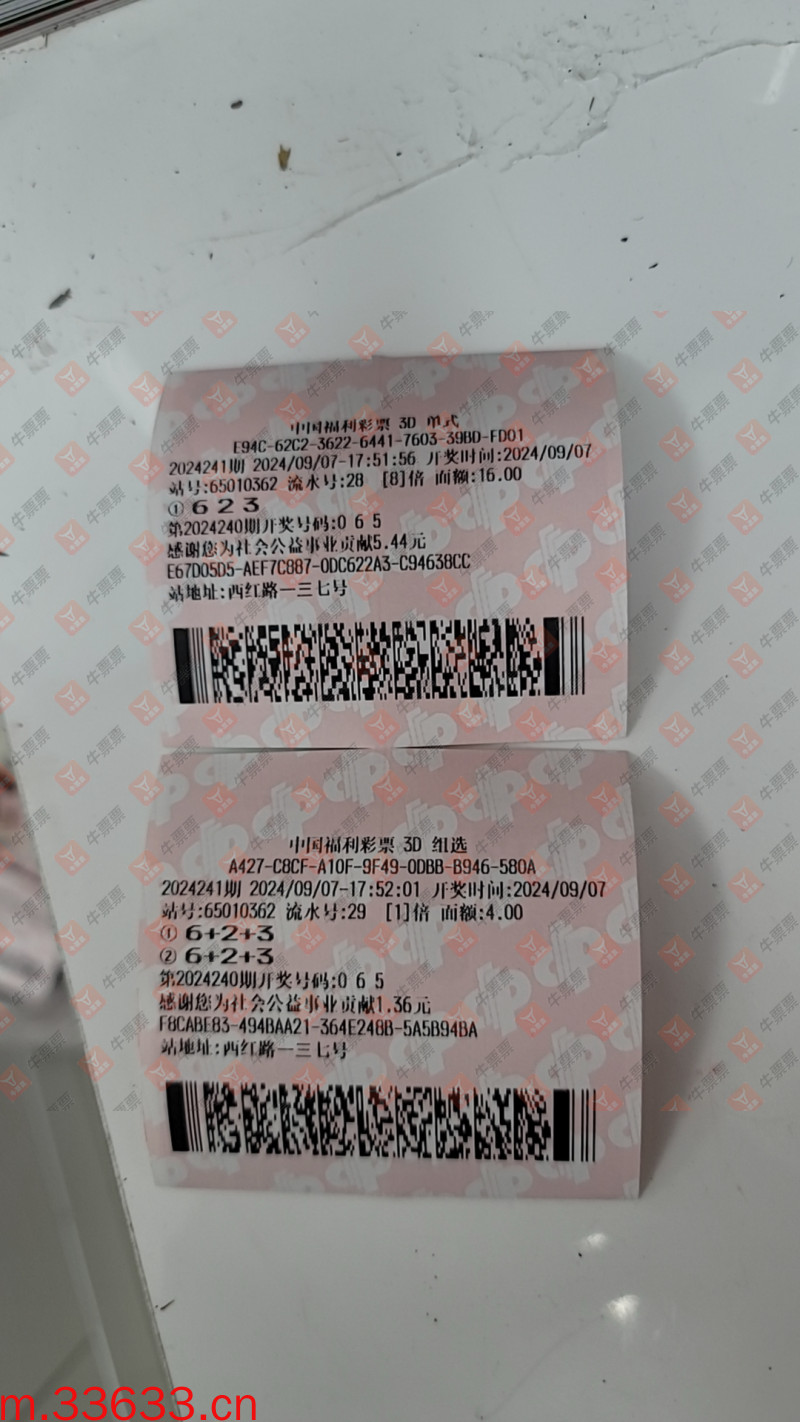 中国福利彩票 3D 单式
E94C-62C2-3622-6441-7603-39BD-FD01
2024241期 2024/09/07-17:51:56 开奖时间:2024/09/07
站号:65010362 流水号:28 [8]倍 面额:16.00
① 6 2 3
第2024240期开奖号码:0 6 5
感谢您为社会公益事业贡献5.44元
E67D05D5-AEF7C887-0DC622A3-C94638CC
站地址:西红路一三七号
中国福利彩票 3D 组选
A427-C8CF-A10F-9F49-0DBB-B946-580A
2024241期 2024/09/07-17:52:01 开奖时间:2024/09/07
站号:65010362 流水号:29 [1]倍 面额:4.00
① 6+2+3
② 6+2+3
第2024240期开奖号码:0 6 5
感谢您为社会公益事业贡献1.36元
F8CABE83-494BAA21-364E248B-5A5B94BA
站地址:西红路一三七号
牛票票
m.33633.cn